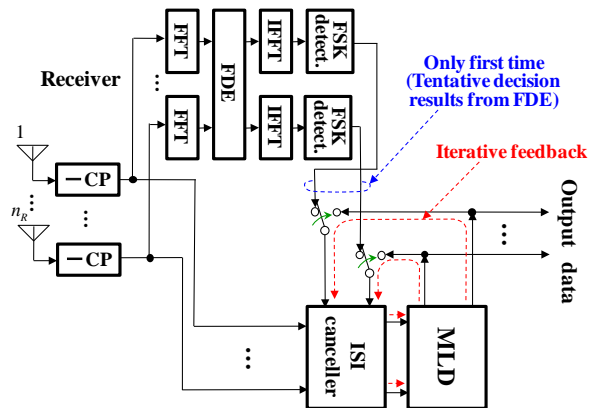 Receiver
FFT
FDE
IFFT
FSK
detect.
FFT
IFFT
FSK
detect.
Only first time
(Tentative decision
results from FDE)
Iterative feedback
1
−CP
n_R
−CP
Output data
ISI
canceller
MLD